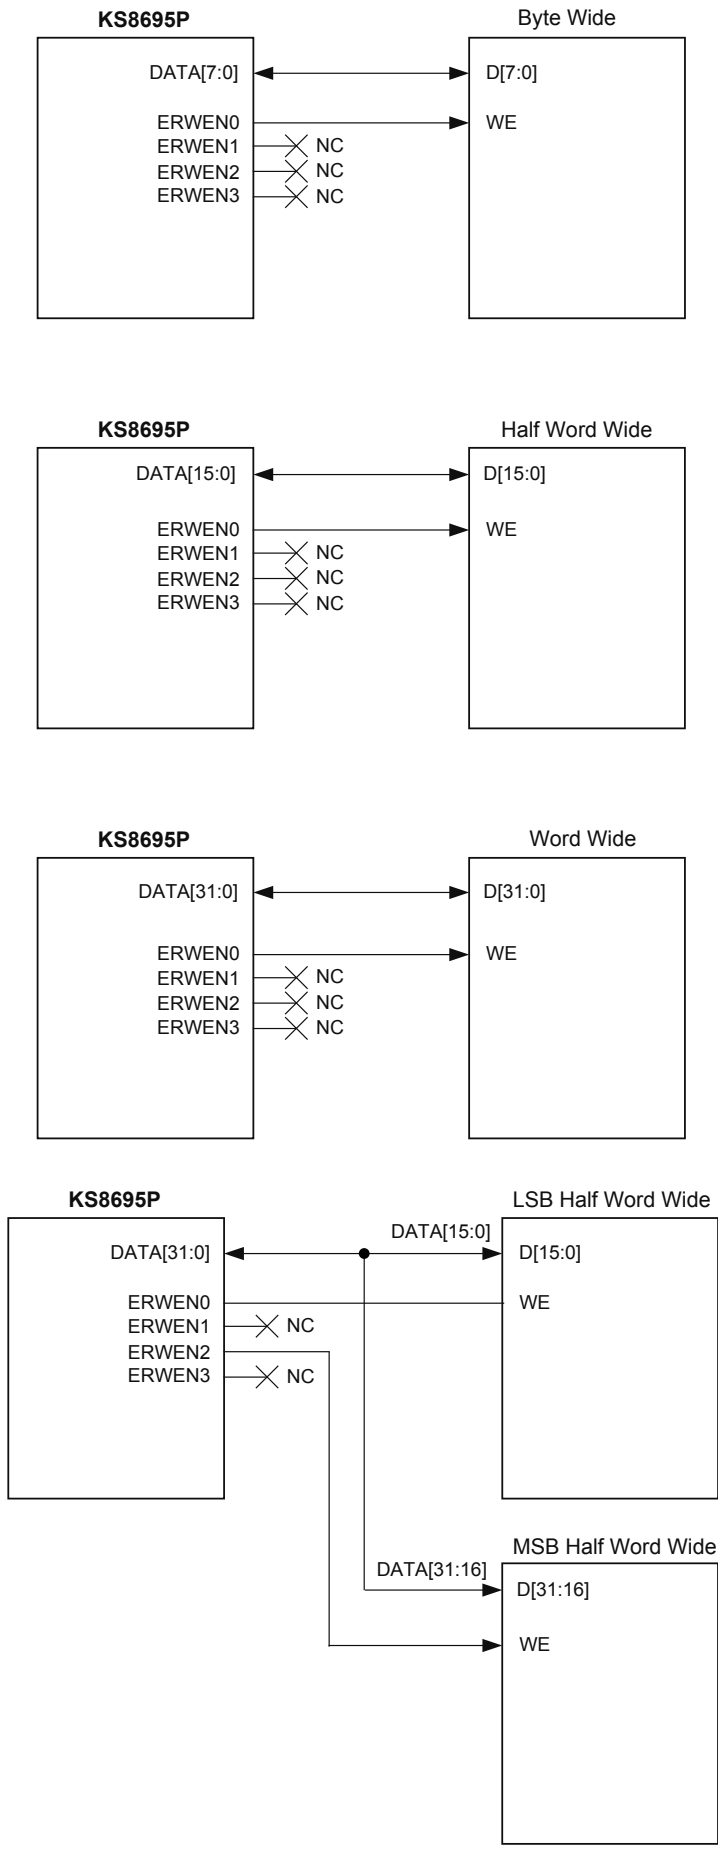 KS8695P
Byte Wide
DATA[7:0]
D[7:0]
ERWEN0
WE
ERWEN1
NC
ERWEN2
NC
ERWEN3
NC
KS8695P
Half Word Wide
DATA[15:0]
D[15:0]
ERWEN0
WE
ERWEN1
NC
ERWEN2
NC
ERWEN3
NC
KS8695P
Word Wide
DATA[31:0]
D[31:0]
ERWEN0
WE
ERWEN1
NC
ERWEN2
NC
ERWEN3
NC
KS8695P
LSB Half Word Wide
DATA[15:0]
DATA[31:0]
D[15:0]
ERWEN0
WE
ERWEN1
NC
ERWEN2
ERWEN3
NC
MSB Half Word Wide
DATA[31:16]
D[31:16]
WE